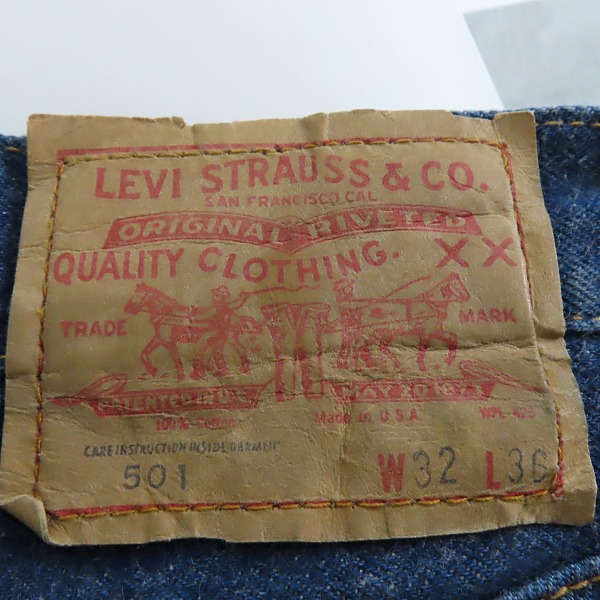 LEVI STRAUSS & CO.
SAN FRANCISCO, CAL.
ORIGINAL RIVETED
QUALITY CLOTHING. XX
TRADE MARK
100% Cotton Made in U.S.A. WPL 423
CARE INSTRUCTION INSIDE GARMENT
501 W32 L36